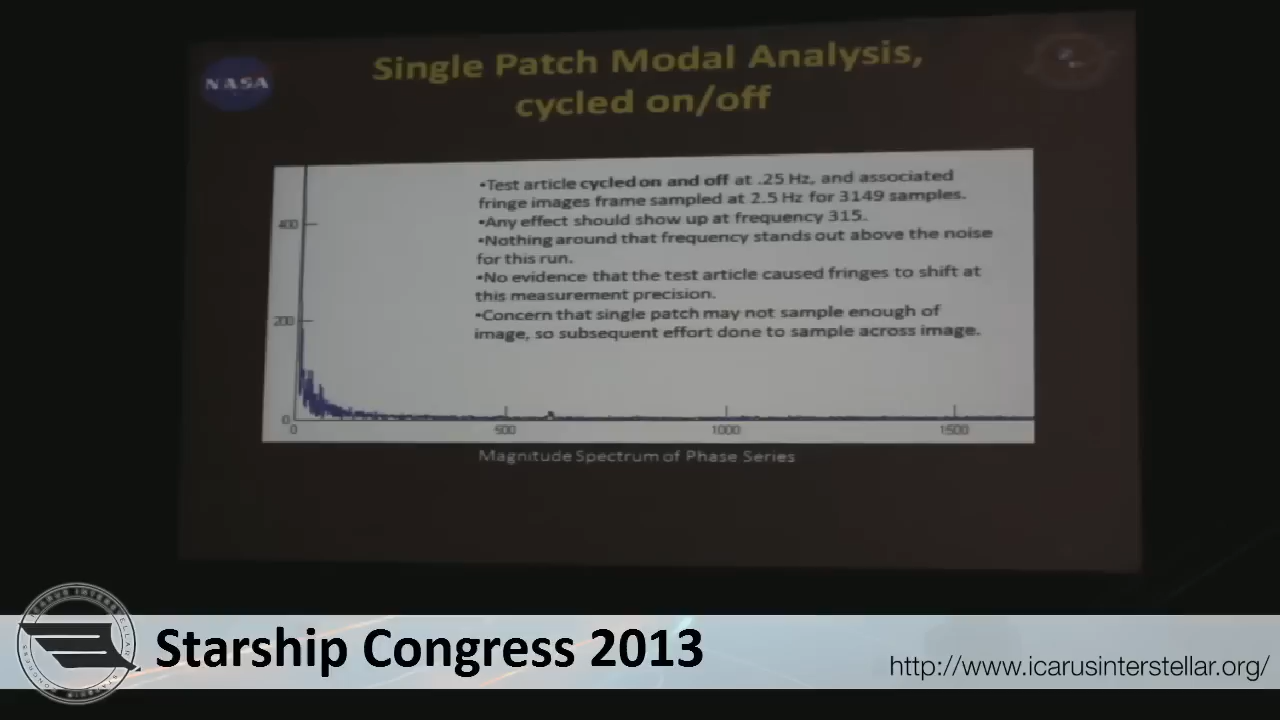 Single Patch Modal Analysis,
cycled on/off
NASA
•Test article cycled on and off at .25 Hz, and associated
fringe images frame sampled at 2.5 Hz for 3149 samples.
•Any effect should show up at frequency 315.
•Nothing around that frequency stands out above the noise
for this run.
•No evidence that the test article caused fringes to shift at
this measurement precision.
•Concern that single patch may not sample enough of
image, so subsequent effort done to sample across image.
400
200
0
0 500 1000 1500
Magnitude Spectrum of Phase Series
ICARUS INTERSTELLAR
STARSHIP CONGRESS
Starship Congress 2013
http://www.icarusinterstellar.org/